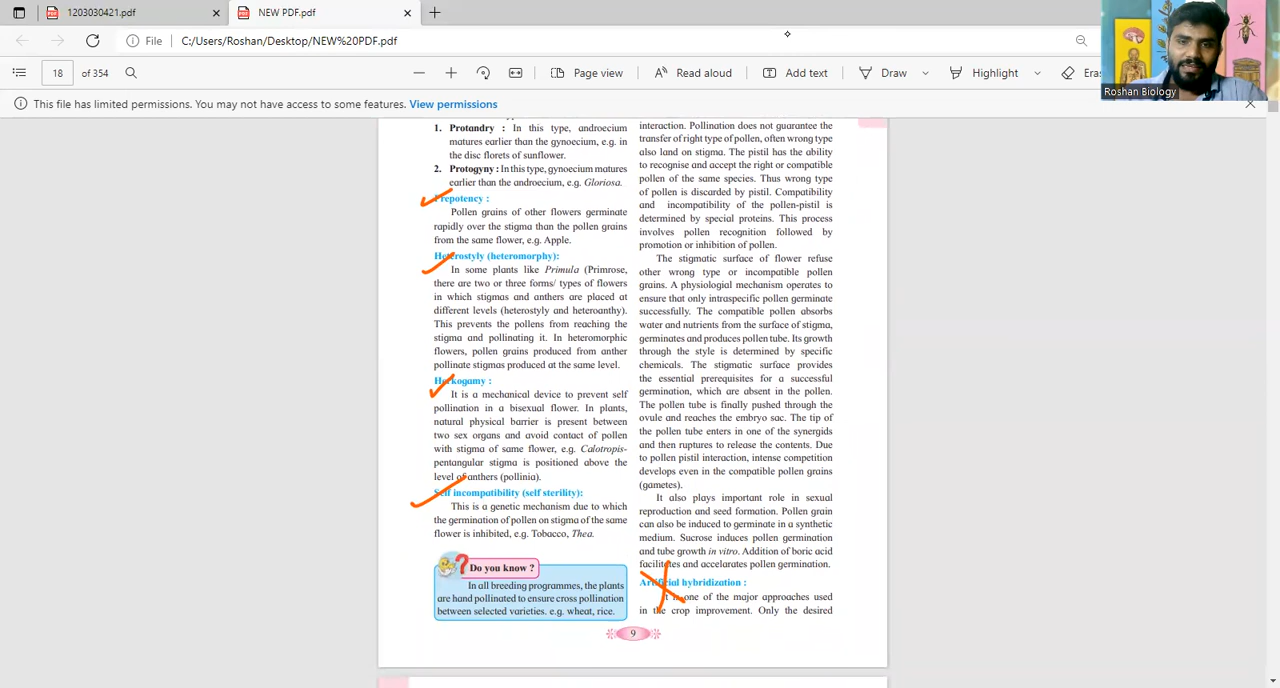 1203030421.pdf
NEW PDF.pdf
File
C:/Users/Roshan/Desktop/NEW%20PDF.pdf
18 of 354
Page view
Read aloud
Add text
Draw
Highlight
Roshan Biology
This file has limited permissions. You may not have access to some features. View permissions
1. Protandry : In this type, androecium
matures earlier than the gynoecium, e.g. in
the disc florets of sunflower.
2. Protogyny : In this type, gynoecium matures
earlier than the androecium, e.g. Gloriosa.
Prepotency :
Pollen grains of other flowers germinate
rapidly over the stigma than the pollen grains
from the same flower, e.g. Apple.
Heterostyly (heteromorphy):
In some plants like Primula (Primrose,
there are two or three forms/ types of flowers
in which stigmas and anthers are placed at
different levels (heterostyly and heteroanthy).
This prevents the pollens from reaching the
stigma and pollinating it. In heteromorphic
flowers, pollen grains produced from anther
pollinate stigmas produced at the same level.
Herkogamy :
It is a mechanical device to prevent self
pollination in a bisexual flower. In plants,
natural physical barrier is present between
two sex organs and avoid contact of pollen
with stigma of same flower, e.g. Calotropis-
pentangular stigma is positioned above the
level of anthers (pollinia).
Self incompatibility (self sterility):
This is a genetic mechanism due to which
the germination of pollen on stigma of the same
flower is inhibited, e.g. Tobacco, Thea.
Do you know ?
In all breeding programmes, the plants
are hand pollinated to ensure cross pollination
between selected varieties. e.g. wheat, rice.
interaction. Pollination does not guarantee the
transfer of right type of pollen, often wrong type
also land on stigma. The pistil has the ability
to recognise and accept the right or compatible
pollen of the same species. Thus wrong type
of pollen is discarded by pistil. Compatibility
and incompatibility of the pollen-pistil is
determined by special proteins. This process
involves pollen recognition followed by
promotion or inhibition of pollen.
The stigmatic surface of flower refuse
other wrong type or incompatible pollen
grains. A physiologial mechanism operates to
ensure that only intraspecific pollen germinate
successfully. The compatible pollen absorbs
water and nutrients from the surface of stigma,
germinates and produces pollen tube. Its growth
through the style is determined by specific
chemicals. The stigmatic surface provides
the essential prerequisites for a successful
germination, which are absent in the pollen.
The pollen tube is finally pushed through the
ovule and reaches the embryo sac. The tip of
the pollen tube enters in one of the synergids
and then ruptures to release the contents. Due
to pollen pistil interaction, intense competition
develops even in the compatible pollen grains
(gametes).
It also plays important role in sexual
reproduction and seed formation. Pollen grain
can also be induced to germinate in a synthetic
medium. Sucrose induces pollen germination
and tube growth in vitro. Addition of boric acid
facilitates and accelarates pollen germination.
Artificial hybridization :
It is one of the major approaches used
in the crop improvement. Only the desired
9